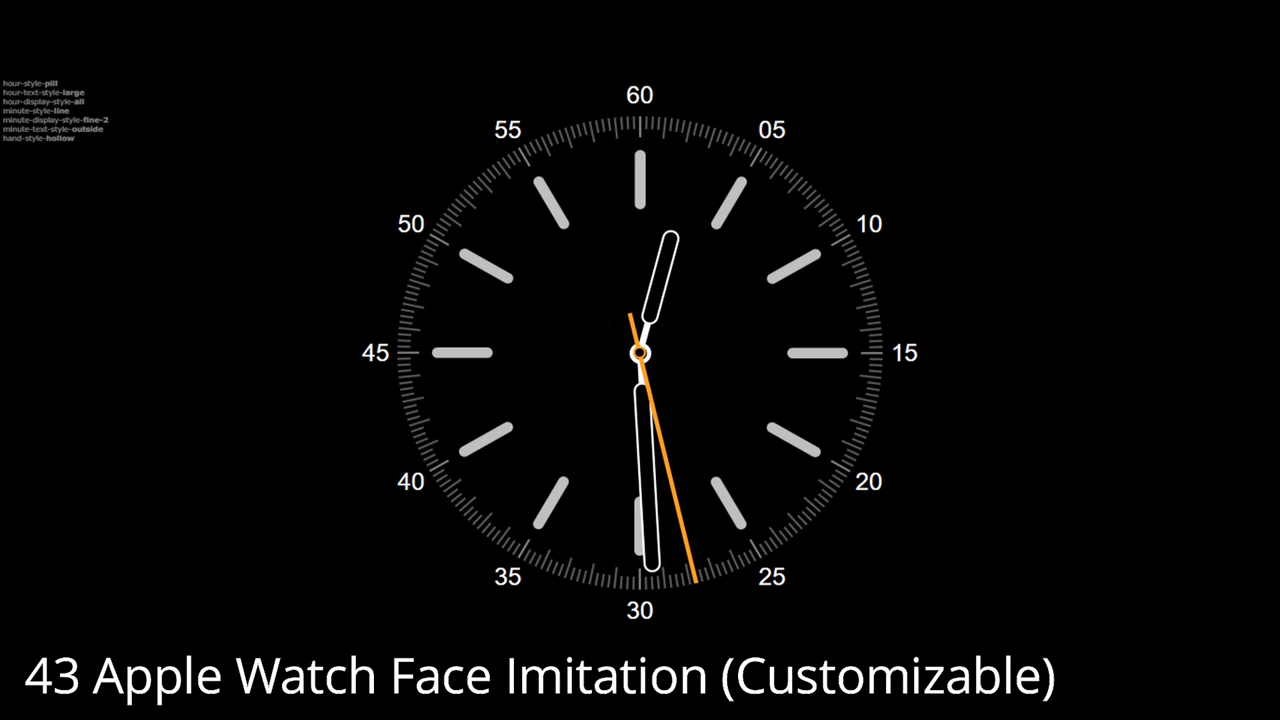 hour-style-pill
hour-text-style-large
hour-display-style-all
minute-style-line
minute-display-style-fine-2
minute-text-style-outside
hand-style-hollow
60
55
05
50
10
45
15
40
20
35
25
30
43 Apple Watch Face Imitation (Customizable)